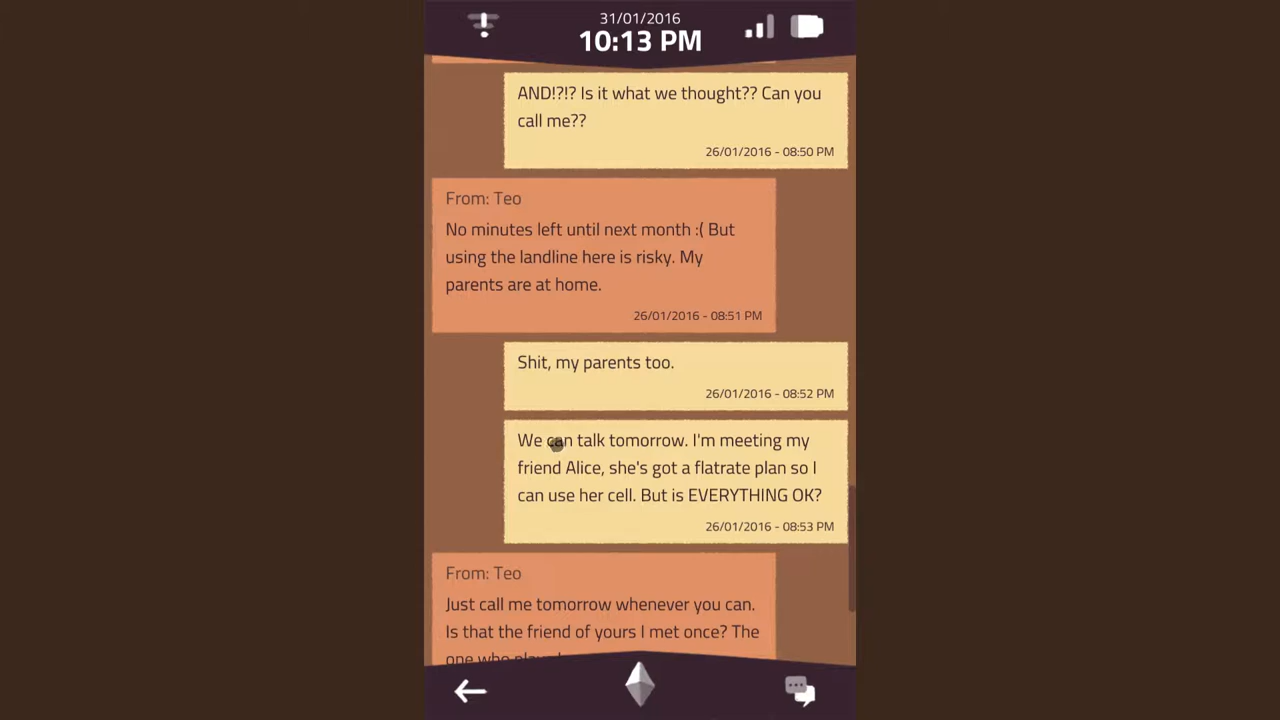 31/01/2016
10:13 PM
AND!?!? Is it what we thought?? Can you
call me??
26/01/2016 - 08:50 PM
From: Teo
No minutes left until next month :( But
using the landline here is risky. My
parents are at home.
26/01/2016 - 08:51 PM
Shit, my parents too.
26/01/2016 - 08:52 PM
We can talk tomorrow. I'm meeting my
friend Alice, she's got a flatrate plan so I
can use her cell. But is EVERYTHING OK?
26/01/2016 - 08:53 PM
From: Teo
Just call me tomorrow whenever you can.
Is that the friend of yours I met once? The
one who